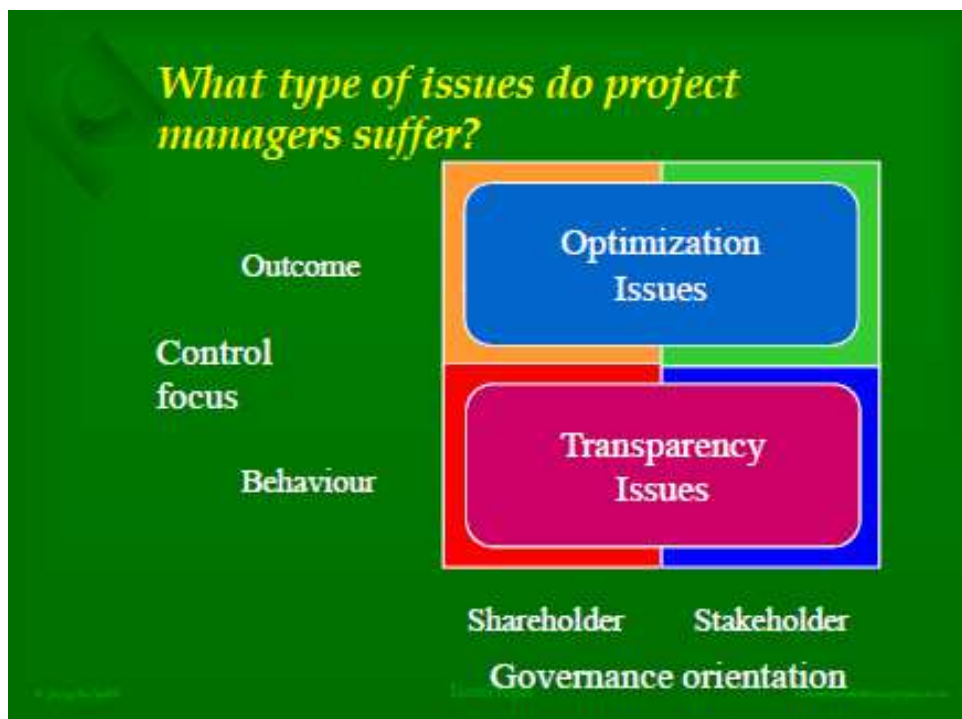 What type of issues do project
managers suffer?
Outcome
Optimization
Issues
Control
focus
Behaviour
Transparency
Issues
Shareholder
Stakeholder
Governance orientation